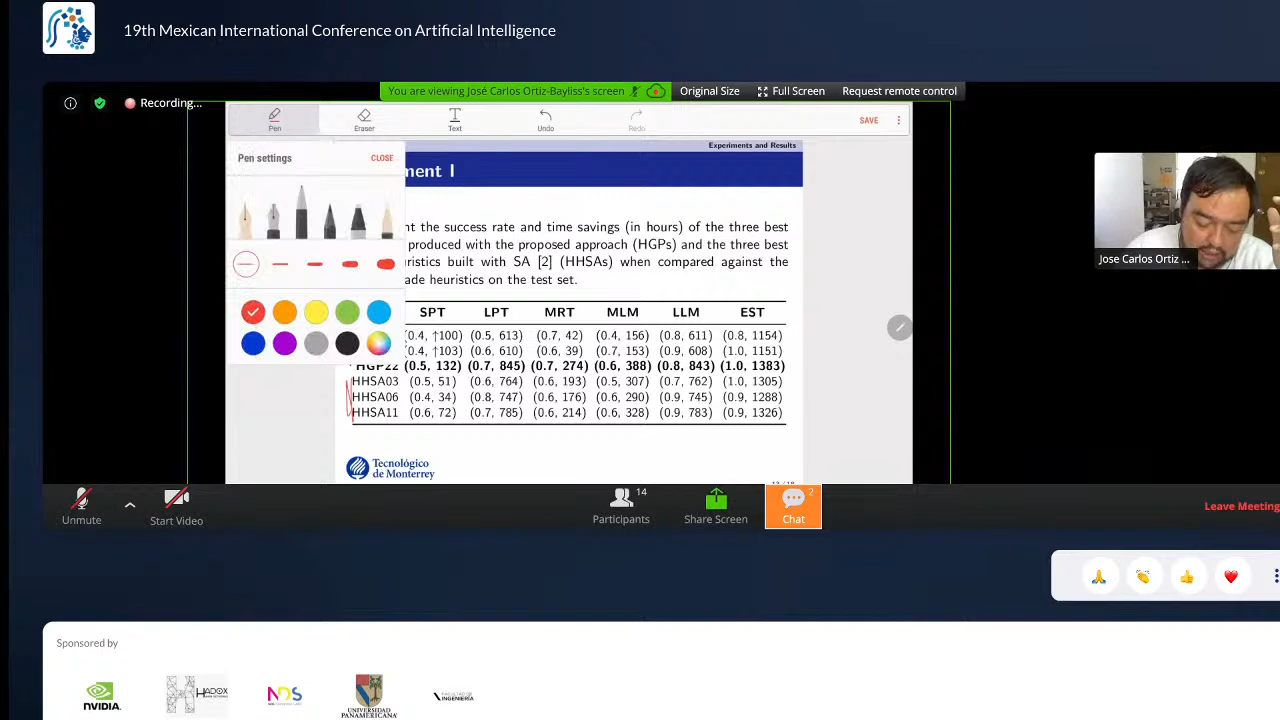 19th Mexican International Conference on Artificial Intelligence
Recording...
You are viewing José Carlos Ortiz-Bayliss's screen
Original Size
Full Screen
Request remote control
Pen
Eraser
Text
Undo
Redo
SAVE
Pen settings
CLOSE
Experiments and Results
ment I
nt the success rate and time savings (in hours) of the three best
produced with the proposed approach (HGPs) and the three best
ristics built with SA [2] (HHSAs) when compared against the
ade heuristics on the test set.
SPT LPT MRT MLM LLM EST
(0.4, ↑100) (0.5, 613) (0.7, 42) (0.4, 156) (0.8, 611) (0.8, 1154)
(0.4, ↑103) (0.6, 610) (0.6, 39) (0.7, 153) (0.9, 608) (1.0, 1151)
HGP22 (0.5, 132) (0.7, 845) (0.7, 274) (0.6, 388) (0.8, 843) (1.0, 1383)
HHSA03 (0.5, 51) (0.6, 764) (0.6, 193) (0.5, 307) (0.7, 762) (1.0, 1305)
HHSA06 (0.4, 34) (0.8, 747) (0.6, 176) (0.6, 290) (0.9, 745) (0.9, 1288)
HHSA11 (0.6, 72) (0.7, 785) (0.6, 214) (0.6, 328) (0.9, 783) (0.9, 1326)
Tecnológico
de Monterrey
Jose Carlos Ortiz ...
Unmute
Start Video
14
Participants
Share Screen
2
Chat
Leave Meeting
Sponsored by
NVIDIA.
HADOX
NDS
UNIVERSIDAD
PANAMERICANA
FACULTAD DE
INGENIERÍA